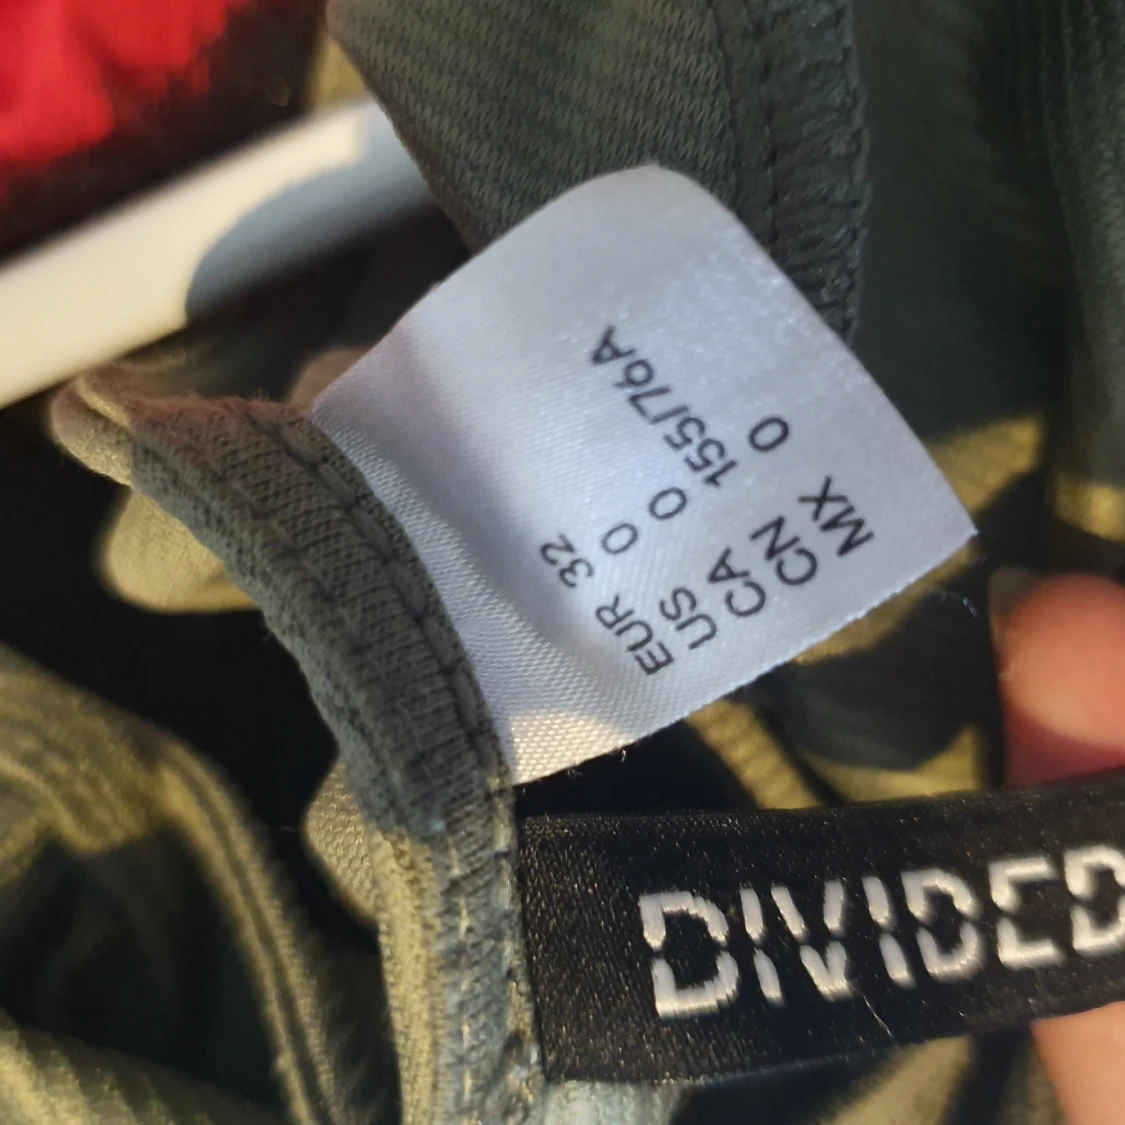 EUR 32
US 0
CA 0
CN 155/76A
MX 0
DIVIDED